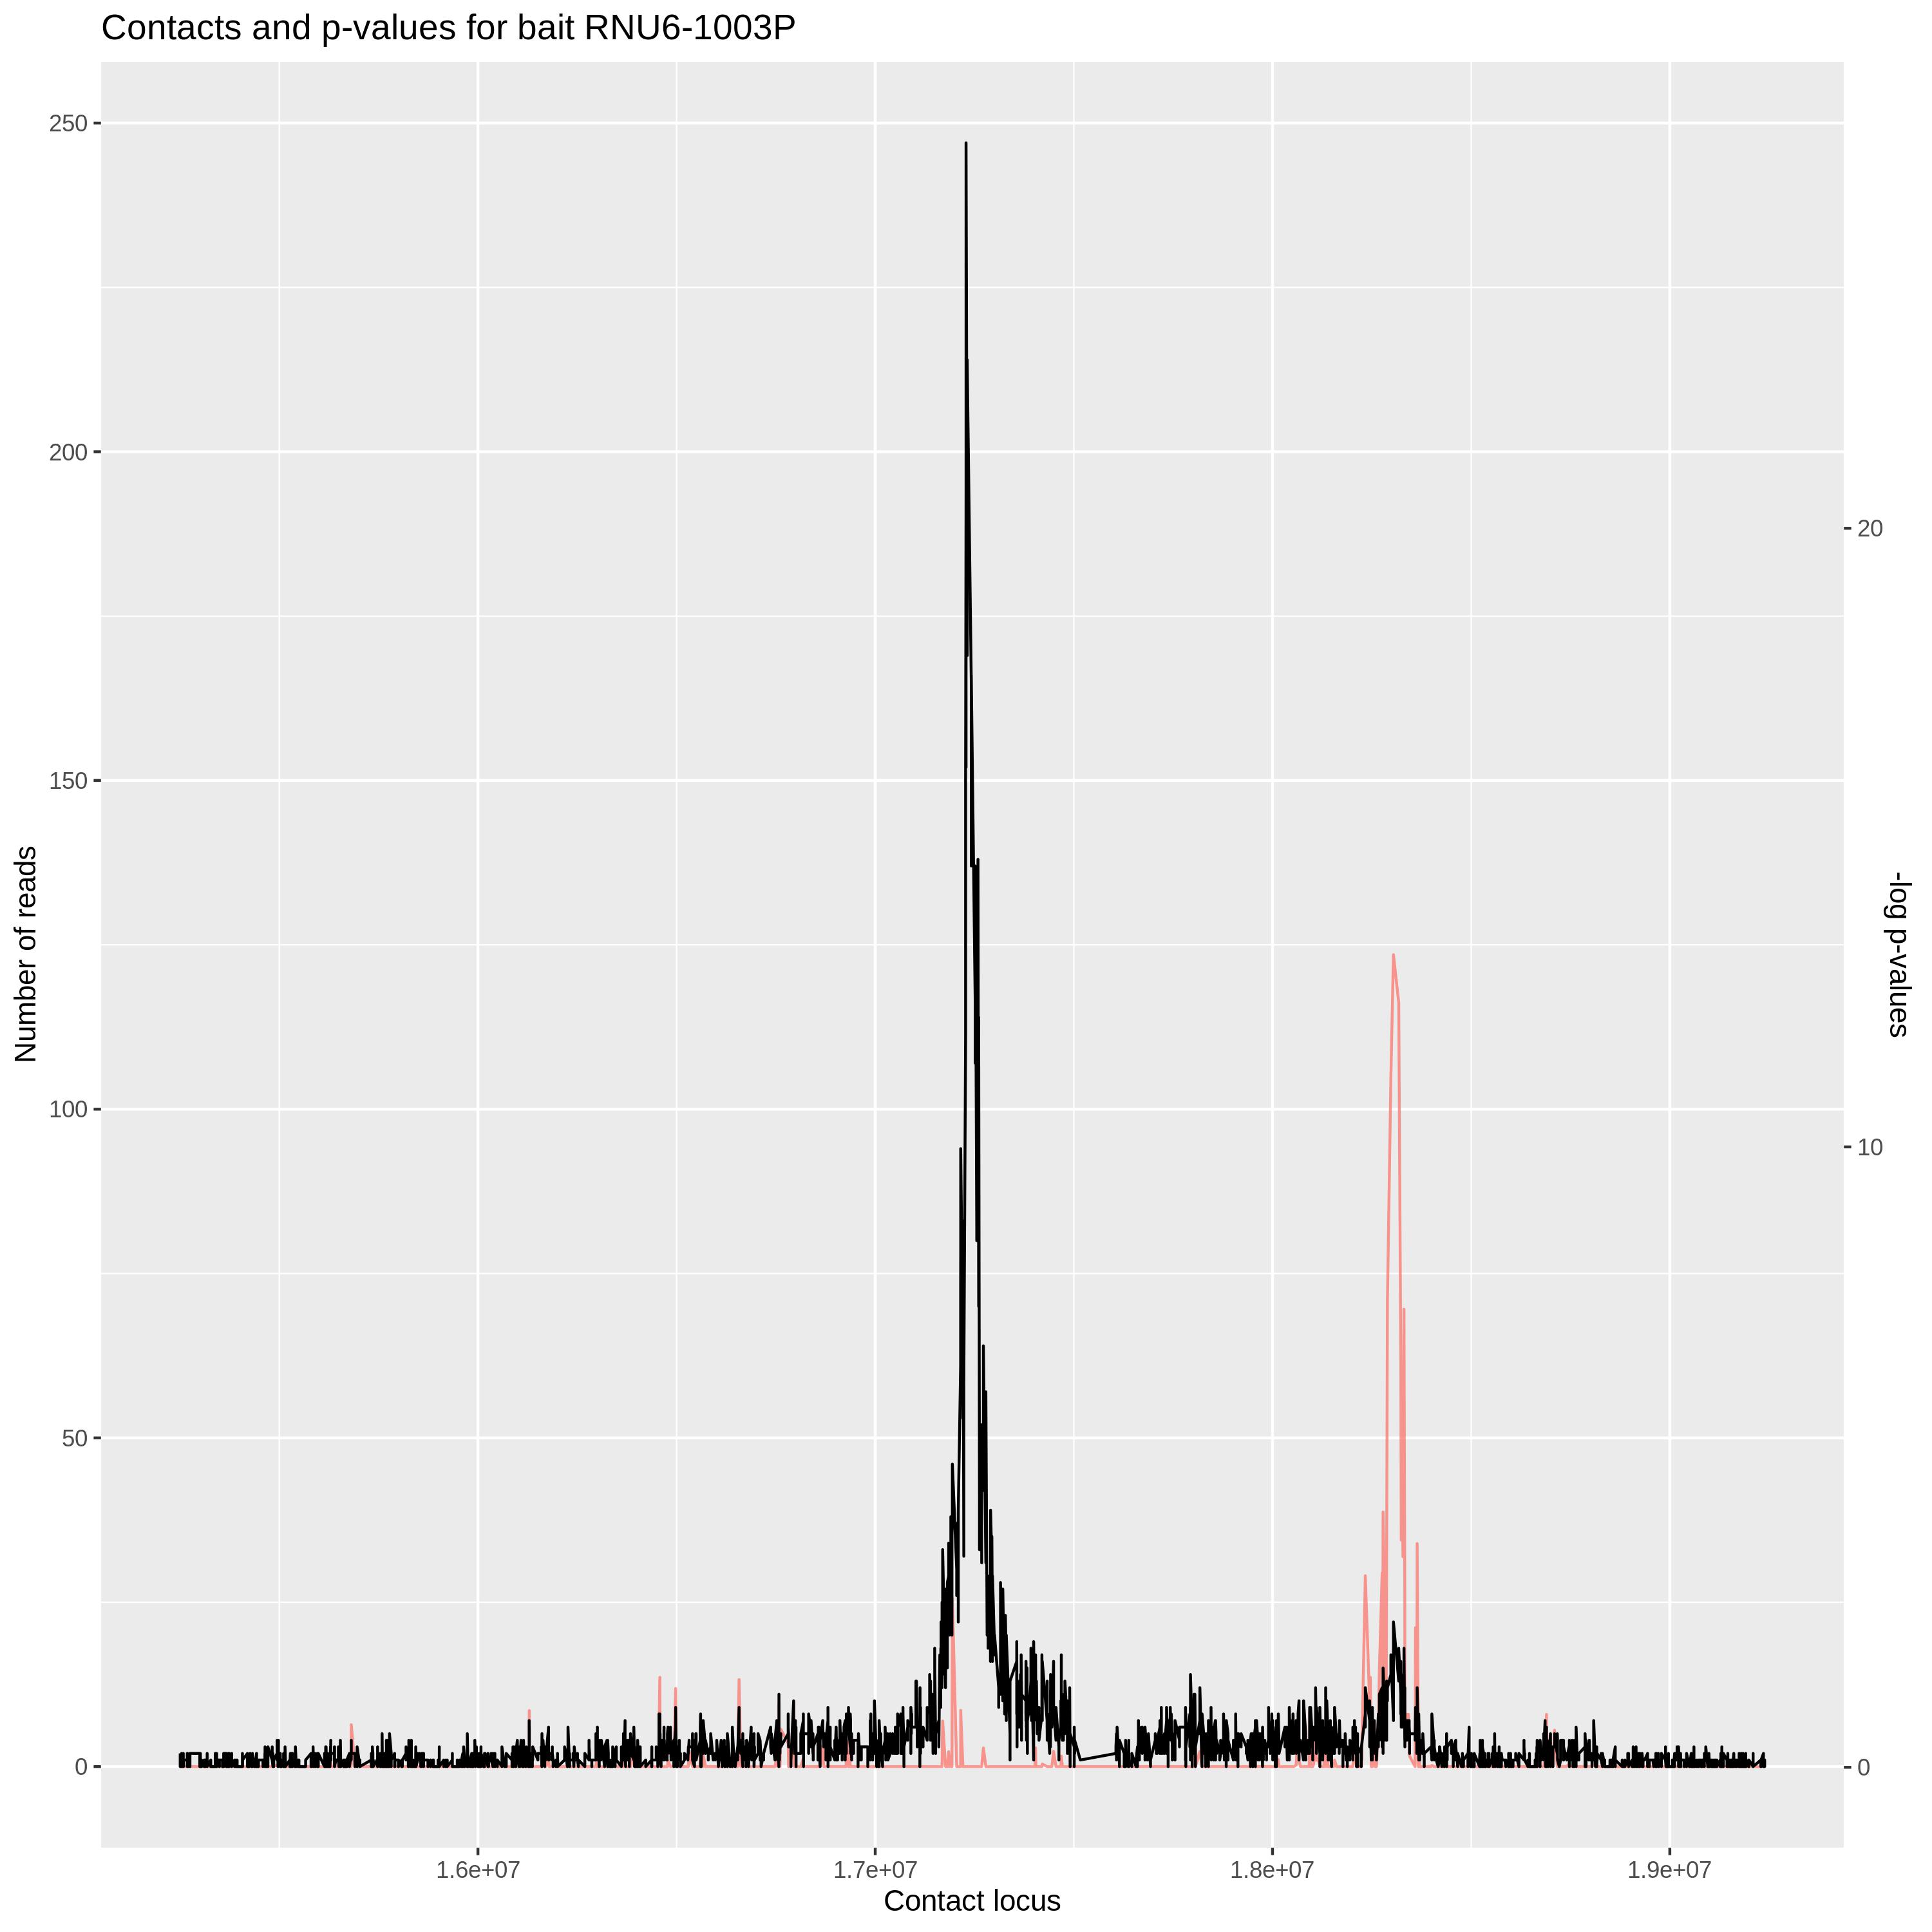 Contacts and p-values for bait RNU6-1003P
250
200
150
100
50
0
Number of reads
20
10
0
-log p-values
1.6e+07
1.7e+07
1.8e+07
1.9e+07
Contact locus